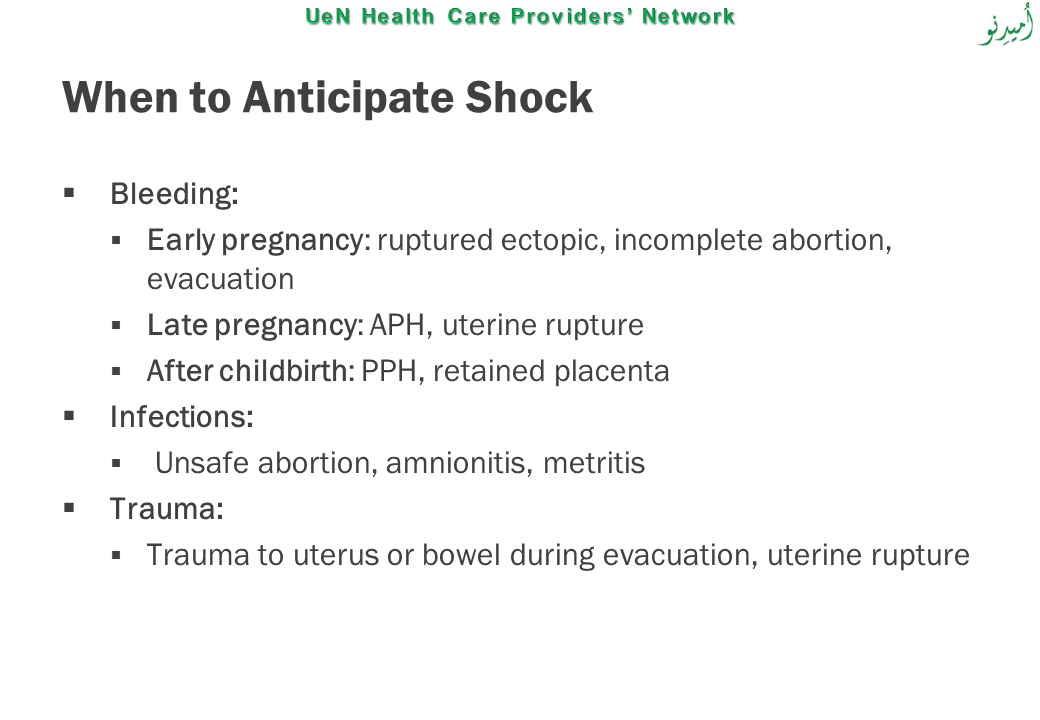 UeN Health Care Providers’ Network
اُميدِنو
When to Anticipate Shock
▪ Bleeding:
▪ Early pregnancy: ruptured ectopic, incomplete abortion,
evacuation
▪ Late pregnancy: APH, uterine rupture
▪ After childbirth: PPH, retained placenta
▪ Infections:
▪ Unsafe abortion, amnionitis, metritis
▪ Trauma:
▪ Trauma to uterus or bowel during evacuation, uterine rupture